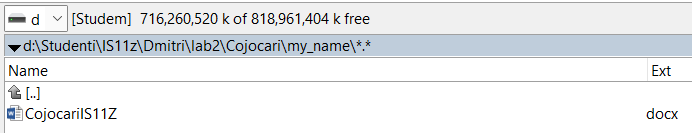 d [Studem] 716,260,520 k of 818,961,404 k free
d:\Studenti\IS11z\Dmitri\lab2\Cojocari\my_name\*.*
Name Ext
[..]
CojocariIS11Z docx